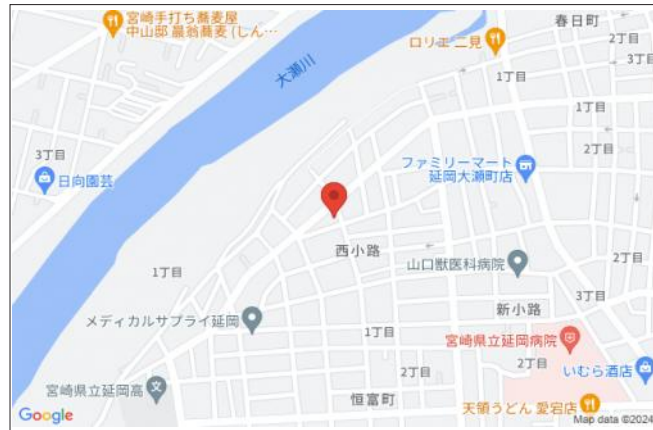 宮崎手打ち蕎麦屋
中山邸 曟翁蕎麦 (しん...
春日町
ロリエ 二見
2丁目
3丁目
大瀬川
1丁目
1丁目
ファミリーマート
延岡大瀬町店
2丁目
3丁目
日向園芸
西小路
山口獣医科病院
2丁目
1丁目
3丁目
新小路
メディカルサプライ延岡
1丁目
宮崎県立延岡病院
2丁目
2丁目
いむら酒店
宮崎県立延岡高
恒富町
天領うどん 愛宕店
Google
Map data ©2024